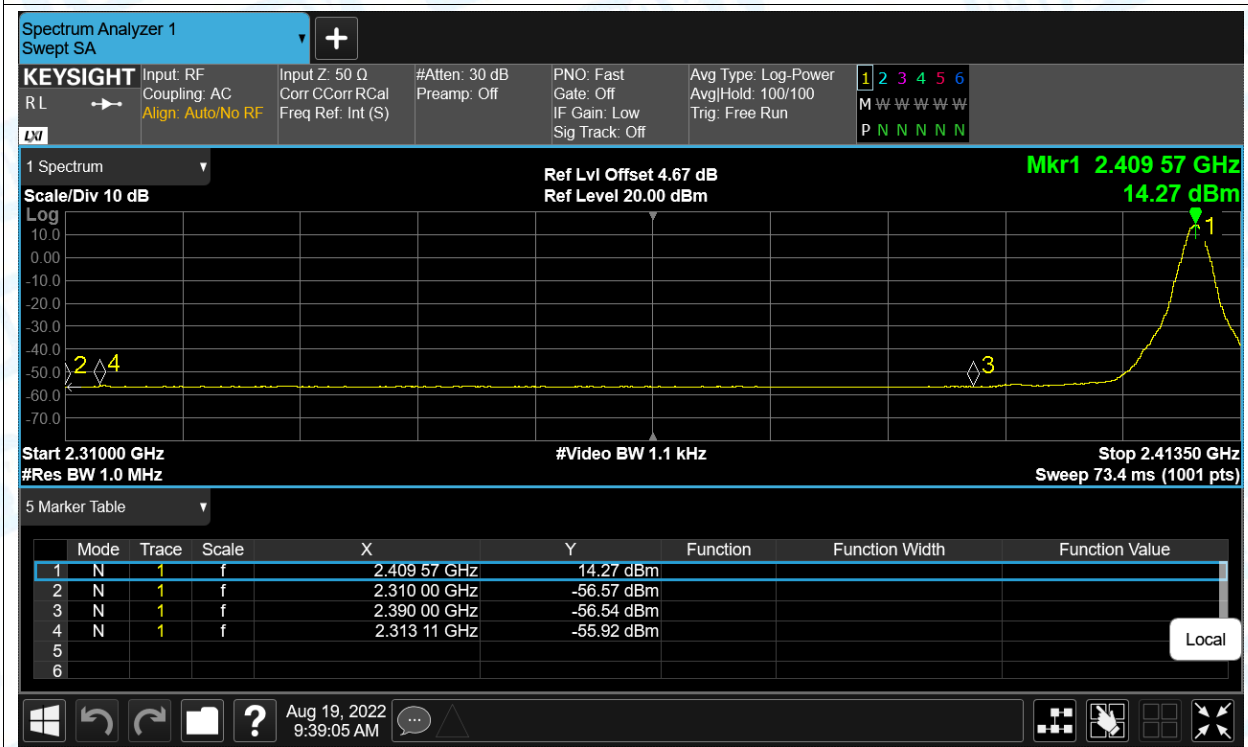 Spectrum Analyzer 1
Swept SA
+
KEYSIGHT Input: RF Input Z: 50 Ω #Atten: 30 dB PNO: Fast Avg Type: Log-Power 1 2 3 4 5 6
R L Coupling: AC Corr CCorr RCal Preamp: Off Gate: Off Avg|Hold: 100/100 M W W W W W
Align: Auto/No RF Freq Ref: Int (S) IF Gain: Low Trig: Free Run
LXI Sig Track: Off P N N N N N
1 Spectrum Ref Lvl Offset 4.67 dB Mkr1 2.409 57 GHz
Scale/Div 10 dB Ref Level 20.00 dBm 14.27 dBm
Log
10.0
0.00
-10.0
-20.0
-30.0
-40.0
-50.0
-60.0
-70.0
1
2 4 3
Start 2.31000 GHz #Video BW 1.1 kHz Stop 2.41350 GHz
#Res BW 1.0 MHz Sweep 73.4 ms (1001 pts)
5 Marker Table
Mode Trace Scale X Y Function Function Width Function Value
1 N 1 f 2.409 57 GHz 14.27 dBm
2 N 1 f 2.310 00 GHz -56.57 dBm
3 N 1 f 2.390 00 GHz -56.54 dBm
4 N 1 f 2.313 11 GHz -55.92 dBm
5
6
Local
? Aug 19, 2022
9:39:05 AM